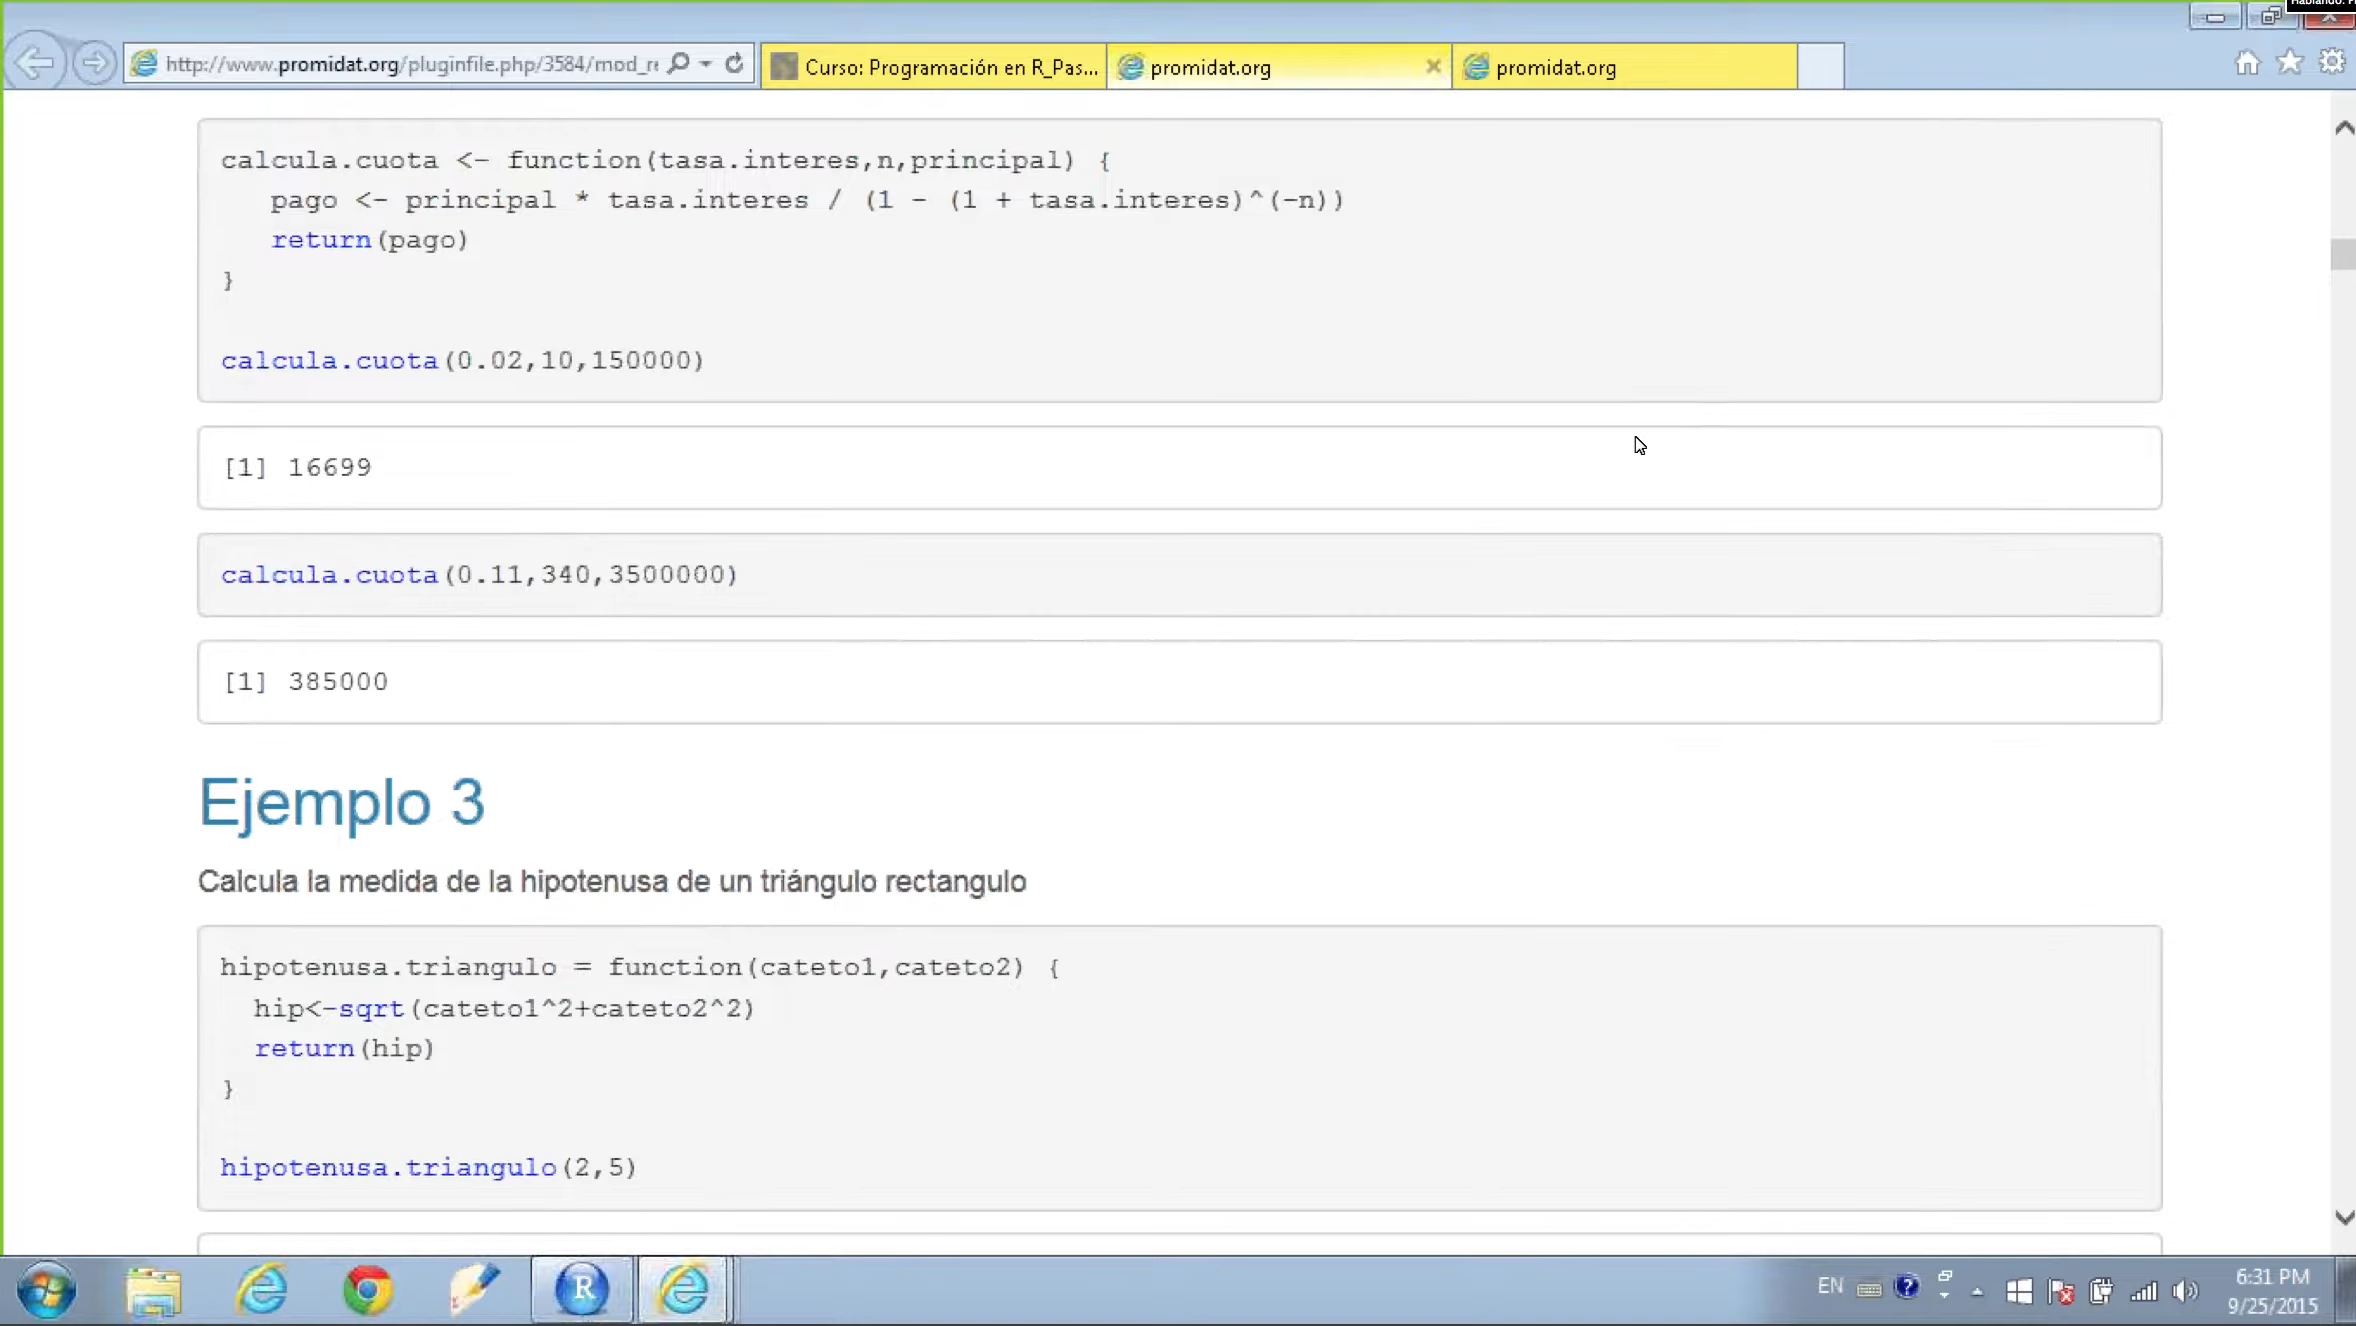 Hablando:
http://www.promidat.org/pluginfile.php/3584/mod_re
Curso: Programación en R_Pas...
promidat.org
promidat.org
calcula.cuota <- function(tasa.interes,n,principal) {
pago <- principal * tasa.interes / (1 - (1 + tasa.interes)^(-n))
return(pago)
}
calcula.cuota(0.02,10,150000)
[1] 16699
calcula.cuota(0.11,340,3500000)
[1] 385000
Ejemplo 3
Calcula la medida de la hipotenusa de un triángulo rectangulo
hipotenusa.triangulo = function(cateto1,cateto2) {
hip<-sqrt(cateto1^2+cateto2^2)
return(hip)
}
hipotenusa.triangulo(2,5)
R
EN
6:31 PM
9/25/2015